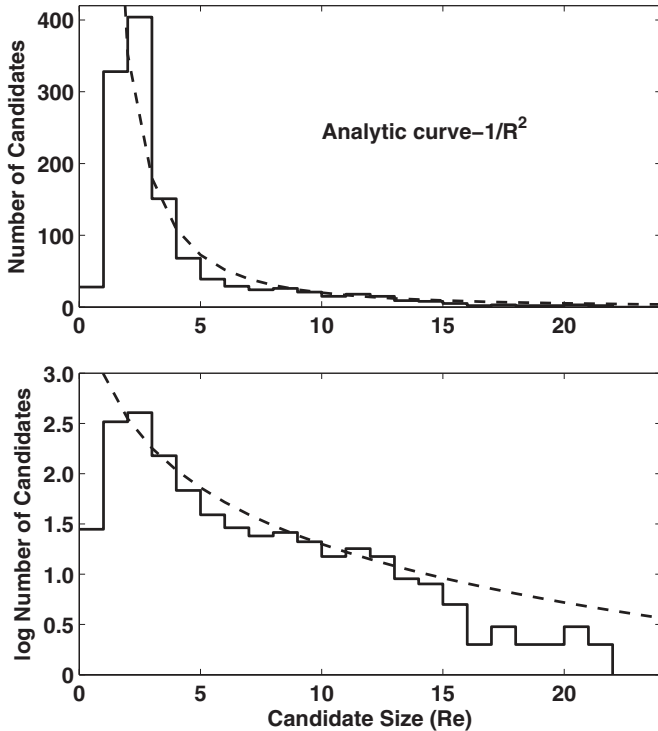 400
300
200
100
0
Number of Candidates
Analytic curve–1/R²
0 5 10 15 20
3.0
2.5
2.0
1.5
1.0
0.5
0
log Number of Candidates
0 5 10 15 20
Candidate Size (Re)